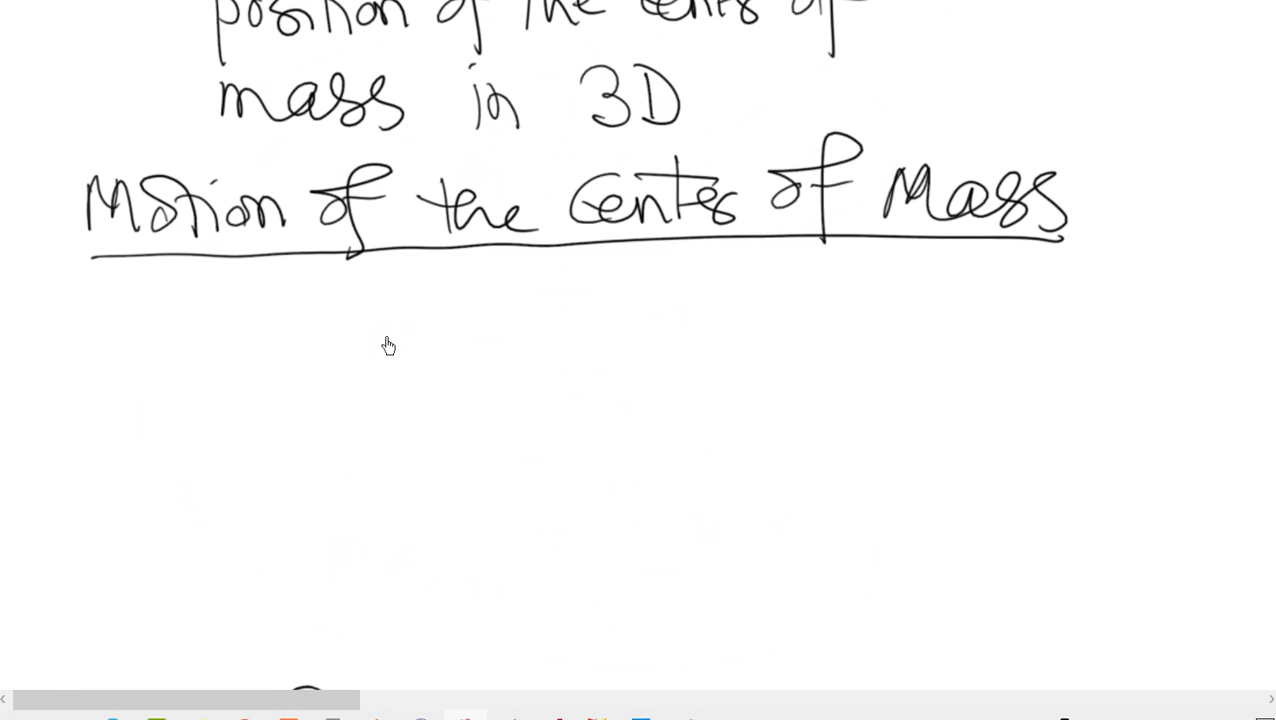 position of the center of
mass in 3D
Motion of the Center of Mass